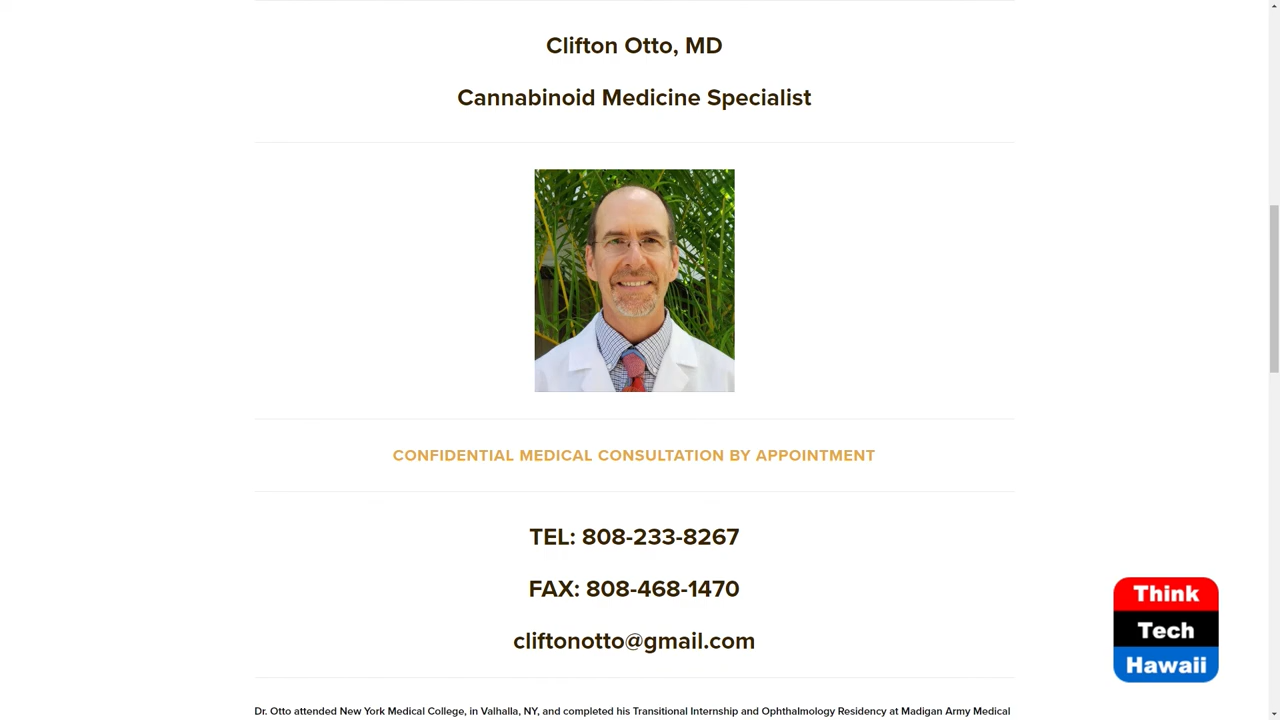 Clifton Otto, MD
Cannabinoid Medicine Specialist
CONFIDENTIAL MEDICAL CONSULTATION BY APPOINTMENT
TEL: 808-233-8267
FAX: 808-468-1470
cliftonotto@gmail.com
Think
Tech
Hawaii
Dr. Otto attended New York Medical College, in Valhalla, NY, and completed his Transitional Internship and Ophthalmology Residency at Madigan Army Medical